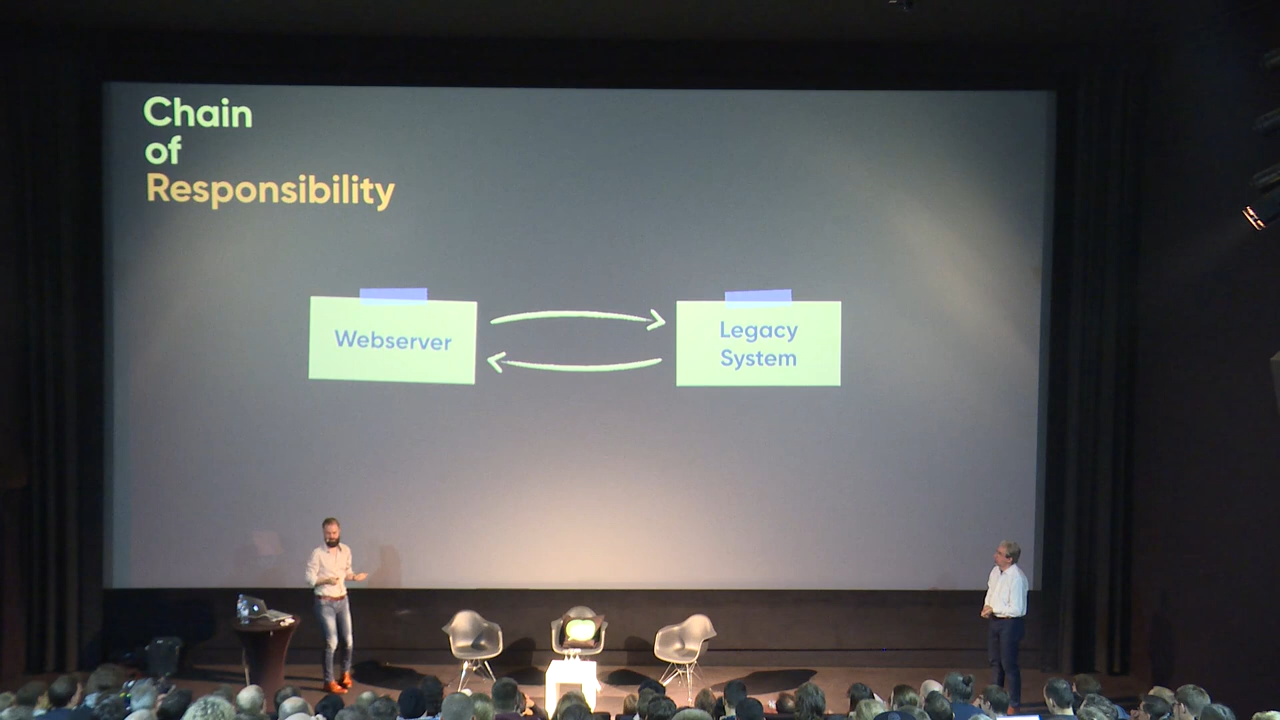 Chain
of
Responsibility
Webserver
Legacy
System